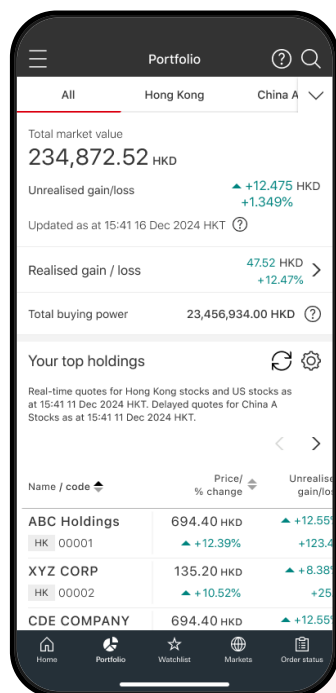 Portfolio
All Hong Kong China A
Total market value
234,872.52 HKD
Unrealised gain/loss
+12.475 HKD
+1.349%
Updated as at 15:41 16 Dec 2024 HKT
Realised gain / loss
47.52 HKD
+12.47%
Total buying power 23,456,934.00 HKD
Your top holdings
Real-time quotes for Hong Kong stocks and US stocks as
at 15:41 11 Dec 2024 HKT. Delayed quotes for China A
Stocks as at 15:41 11 Dec 2024 HKT.
Name / code
Price/
% change
Unrealise
gain/lo
ABC Holdings 694.40 HKD +12.55%
HK 00001 +12.39% +123.4
XYZ CORP 135.20 HKD +8.38%
HK 00002 +10.52% +25.
CDE COMPANY 694.40 HKD +12.55%
Home Portfolio Watchlist Markets Order status